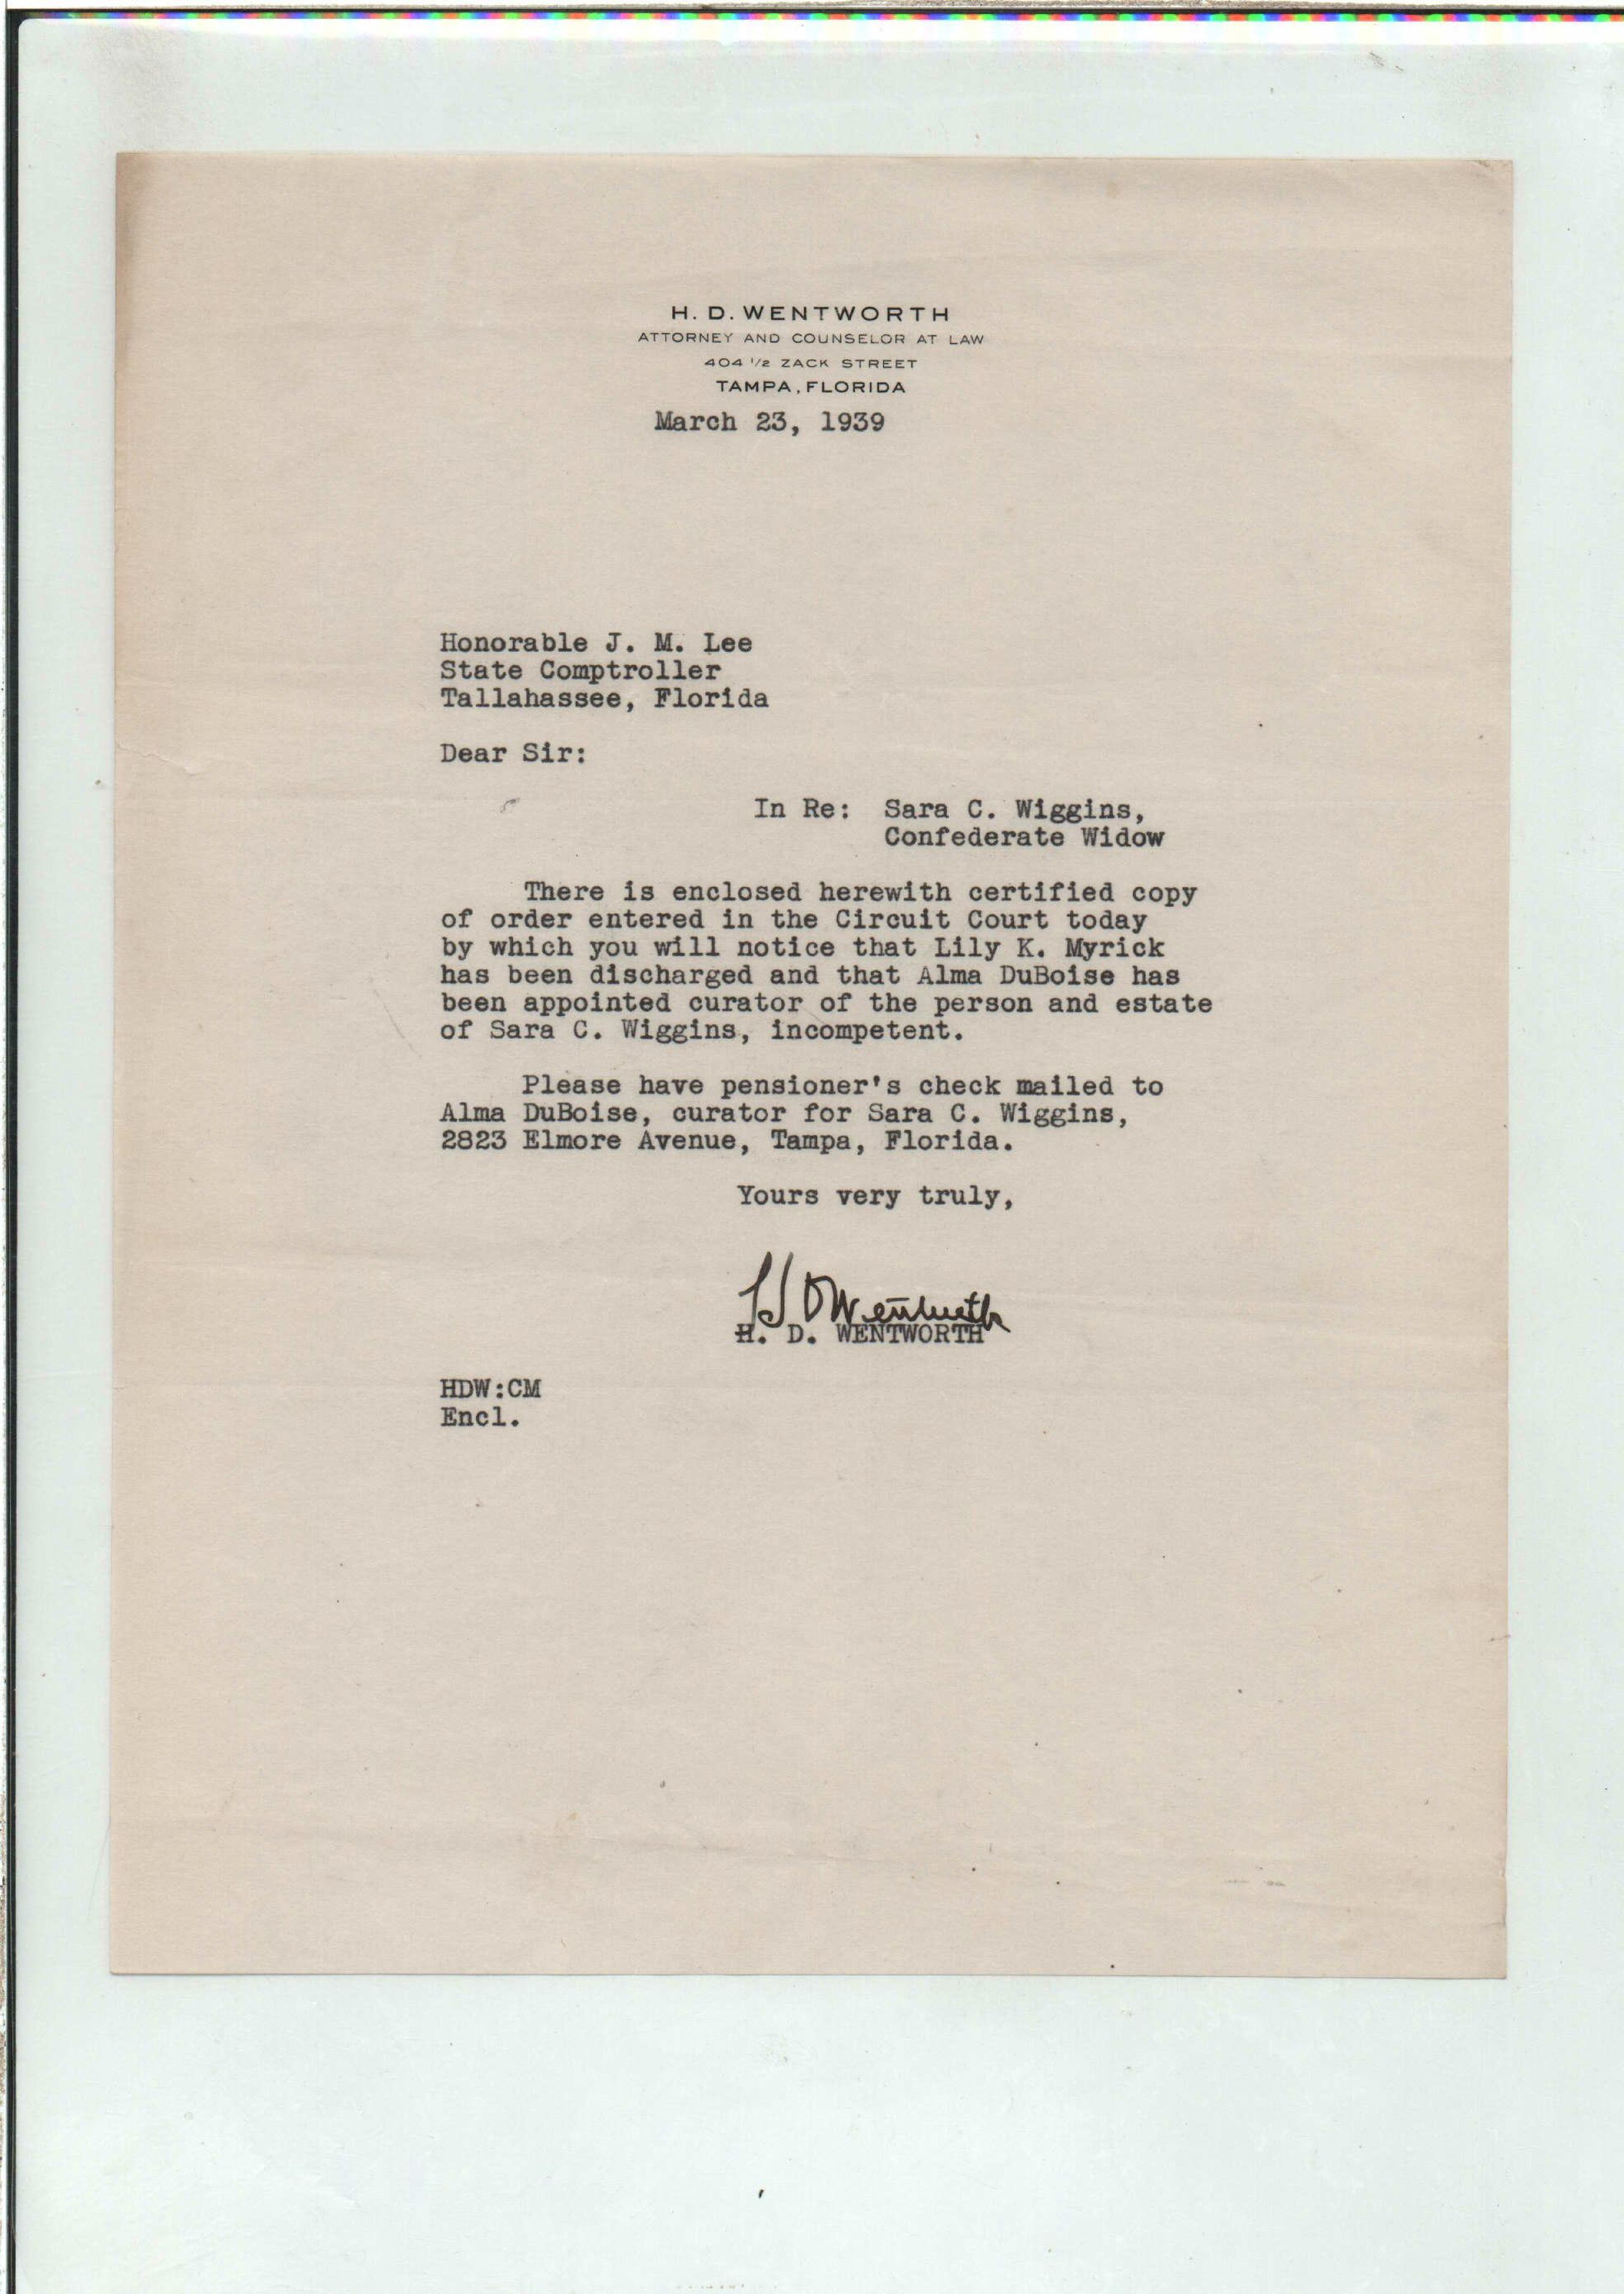 H. D. WENTWORTH
ATTORNEY AND COUNSELOR AT LAW
404 1/2 ZACK STREET
TAMPA, FLORIDA
March 23, 1939
Honorable J. M. Lee
State Comptroller
Tallahassee, Florida
Dear Sir:
In Re: Sara C. Wiggins,
Confederate Widow
There is enclosed herewith certified copy
of order entered in the Circuit Court today
by which you will notice that Lily K. Myrick
has been discharged and that Alma DuBoise has
been appointed curator of the person and estate
of Sara C. Wiggins, incompetent.
Please have pensioner's check mailed to
Alma DuBoise, curator for Sara C. Wiggins,
2823 Elmore Avenue, Tampa, Florida.
Yours very truly,
H D Wentworth
H. D. WENTWORTH
HDW:CM
Encl.